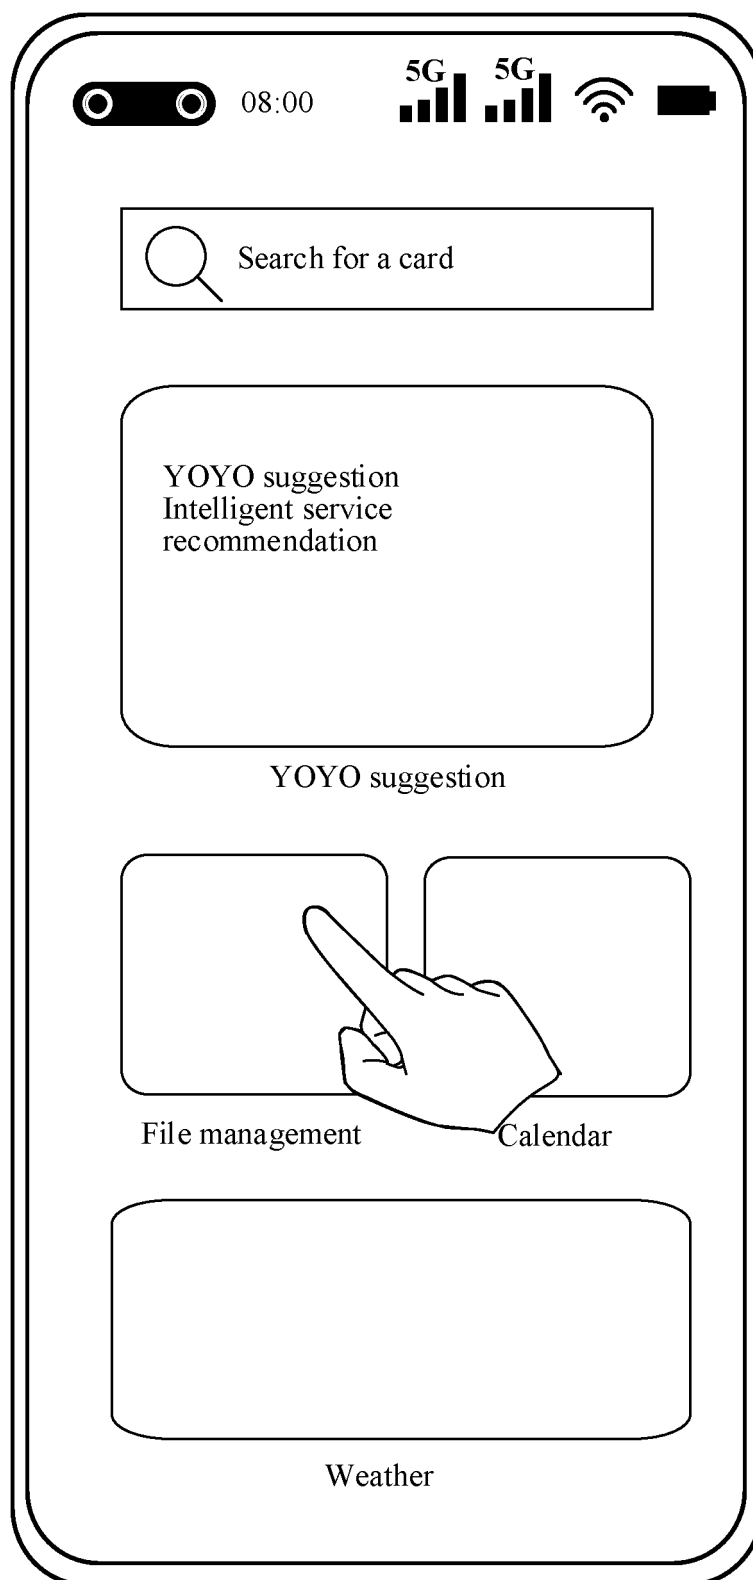 08:00
5G
5G
Search for a card
YOYO suggestion
Intelligent service
recommendation
YOYO suggestion
File management
Calendar
Weather